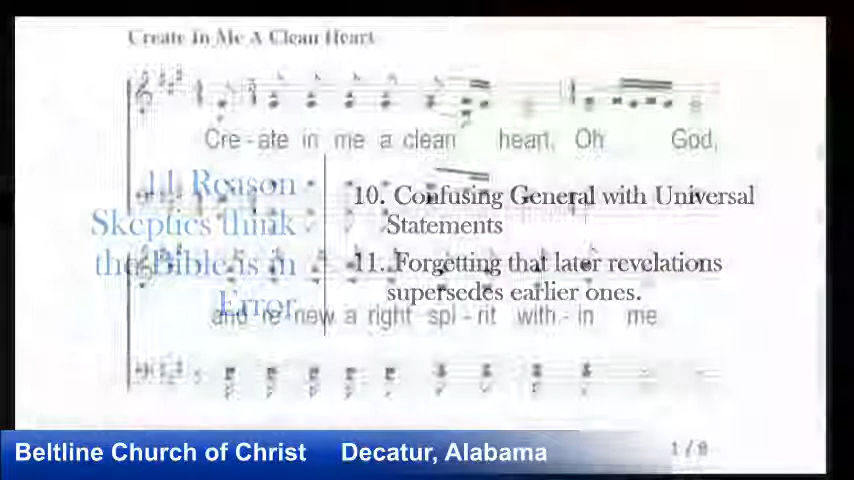 Create In Me A Clean Heart
Cre - ate in me a clean heart, Oh God,
11 Reason
Skeptics think
the Bible is in
Error
10. Confusing General with Universal
Statements
11. Forgetting that later revelations
supersedes earlier ones.
and re - new a right spi - rit with - in me
Beltline Church of Christ Decatur, Alabama
1 / 8